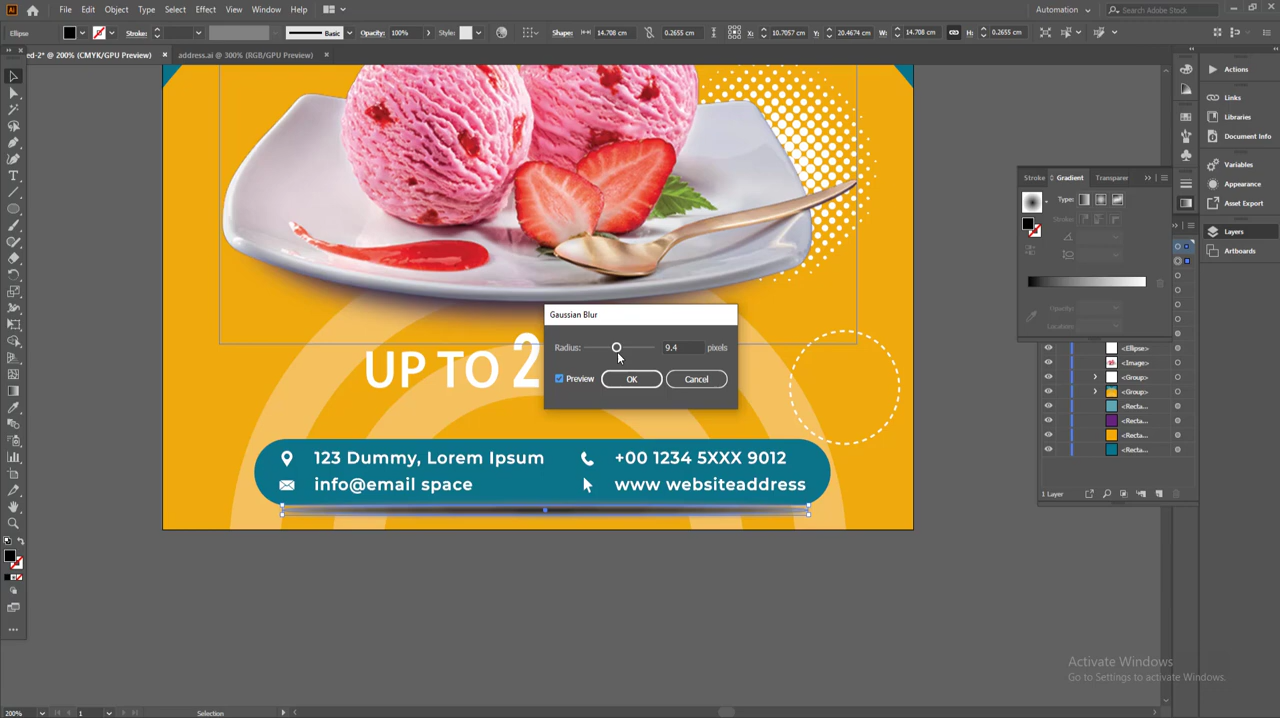 Ai File Edit Object Type Select Effect View Window Help Automation Search Adobe Stock
Ellipse Stroke: Basic Opacity: 100% Style: Shape: 14.708 cm 0.2655 cm X: 10.7057 cm Y: 20.4674 cm W: 14.708 cm H: 0.2655 cm
ed-2* @ 200% (CMYK/GPU Preview) × address.ai @ 300% (RGB/GPU Preview) ×
Actions
Links
Libraries
Document Info
Variables
Appearance
Asset Export
Layers
Artboards
Stroke Gradient Transparer
Type:
Stroke:
Opacity:
Location:
<Ellipse>
<Image>
<Group>
<Group>
<Recta...
<Recta...
<Recta...
<Recta...
1 Layer
Gaussian Blur
Radius: 9.4 pixels
Preview OK Cancel
UP TO 2
123 Dummy, Lorem Ipsum
+00 1234 5XXX 9012
info@email space
www websiteaddress
Activate Windows
Go to Settings to activate Windows.
200% 1 Selection